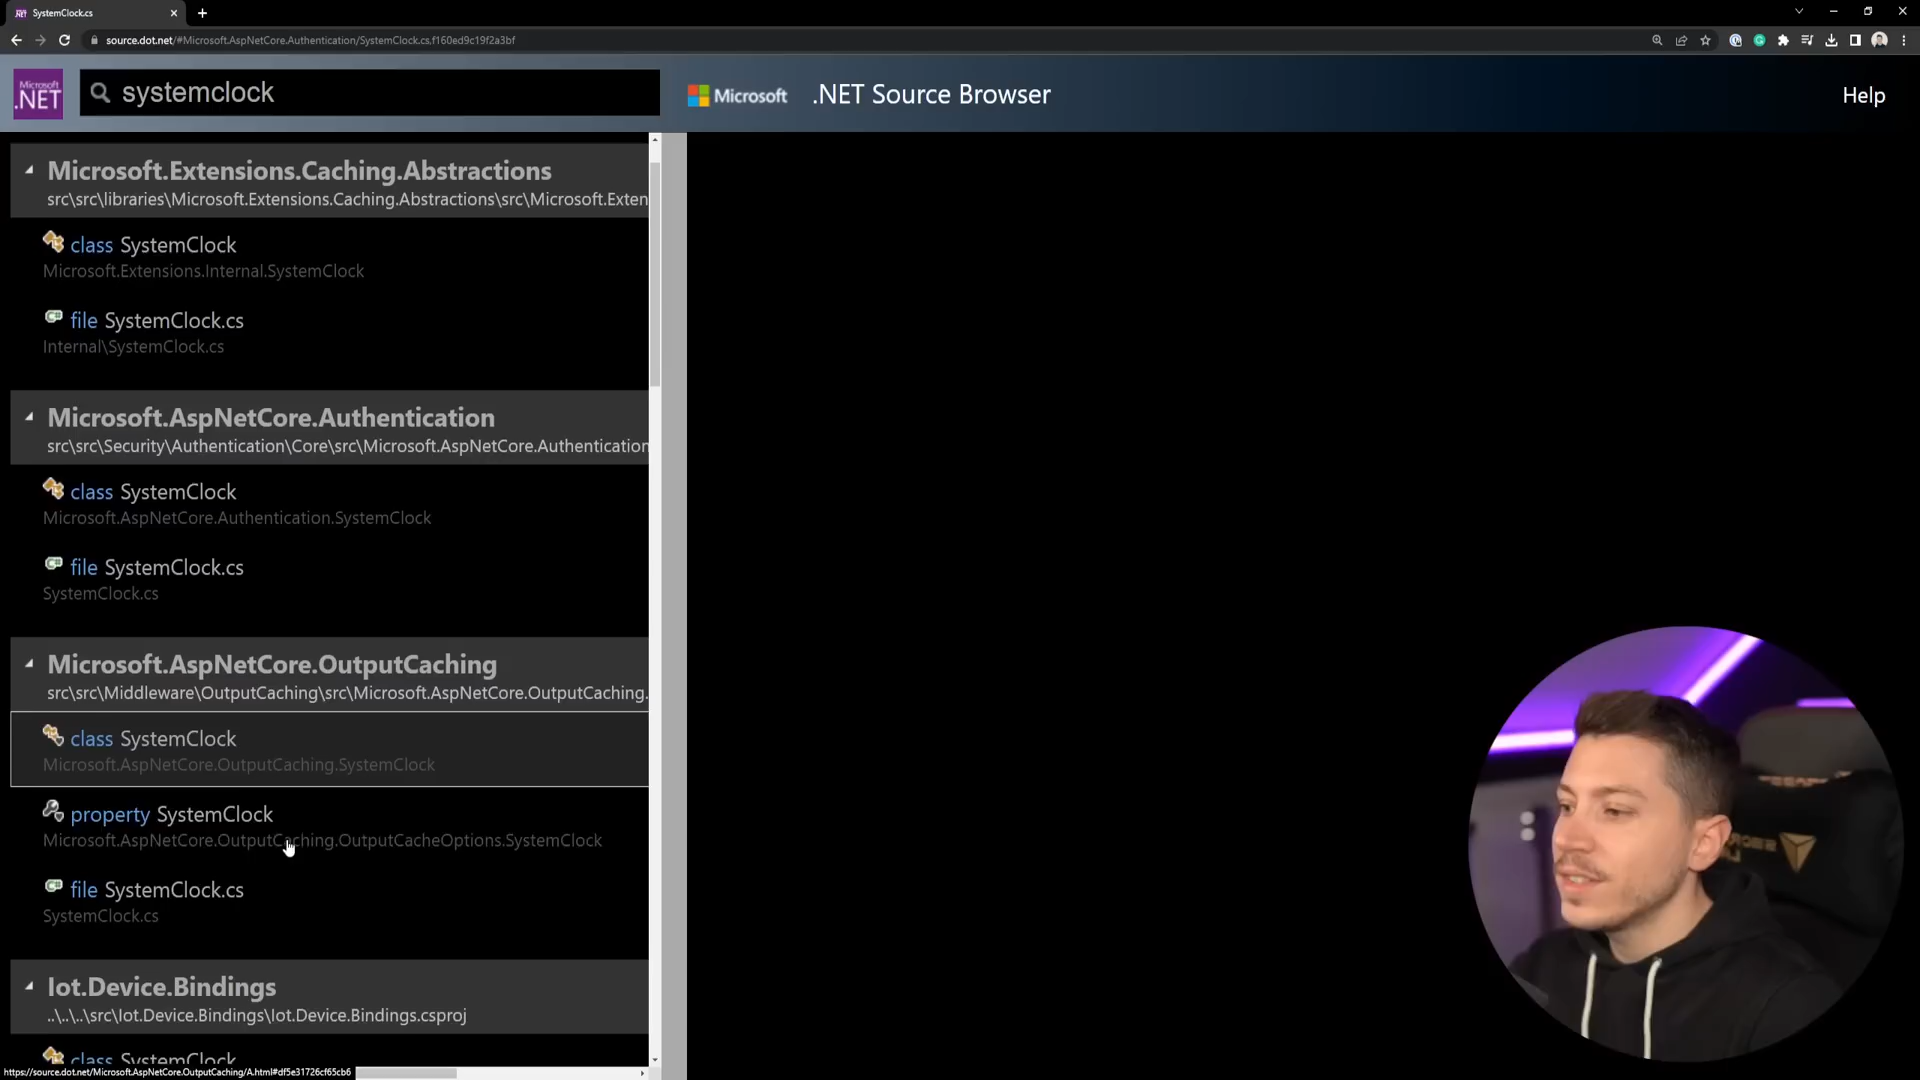 SystemClock.cs
source.dot.net/#Microsoft.AspNetCore.Authentication/SystemClock.cs,f160ed9c19f2a3bf
Microsoft
.NET
systemclock
Microsoft
.NET Source Browser
Help
Microsoft.Extensions.Caching.Abstractions
src\src\libraries\Microsoft.Extensions.Caching.Abstractions\src\Microsoft.Exten
class SystemClock
Microsoft.Extensions.Internal.SystemClock
file SystemClock.cs
Internal\SystemClock.cs
Microsoft.AspNetCore.Authentication
src\src\Security\Authentication\Core\src\Microsoft.AspNetCore.Authentication
class SystemClock
Microsoft.AspNetCore.Authentication.SystemClock
file SystemClock.cs
SystemClock.cs
Microsoft.AspNetCore.OutputCaching
src\src\Middleware\OutputCaching\src\Microsoft.AspNetCore.OutputCaching.
class SystemClock
Microsoft.AspNetCore.OutputCaching.SystemClock
property SystemClock
Microsoft.AspNetCore.OutputCaching.OutputCacheOptions.SystemClock
file SystemClock.cs
SystemClock.cs
Iot.Device.Bindings
..\..\..\src\Iot.Device.Bindings\Iot.Device.Bindings.csproj
class SystemClock
https://source.dot.net/Microsoft.AspNetCore.OutputCaching/A.html#df5e31726cf65cb6